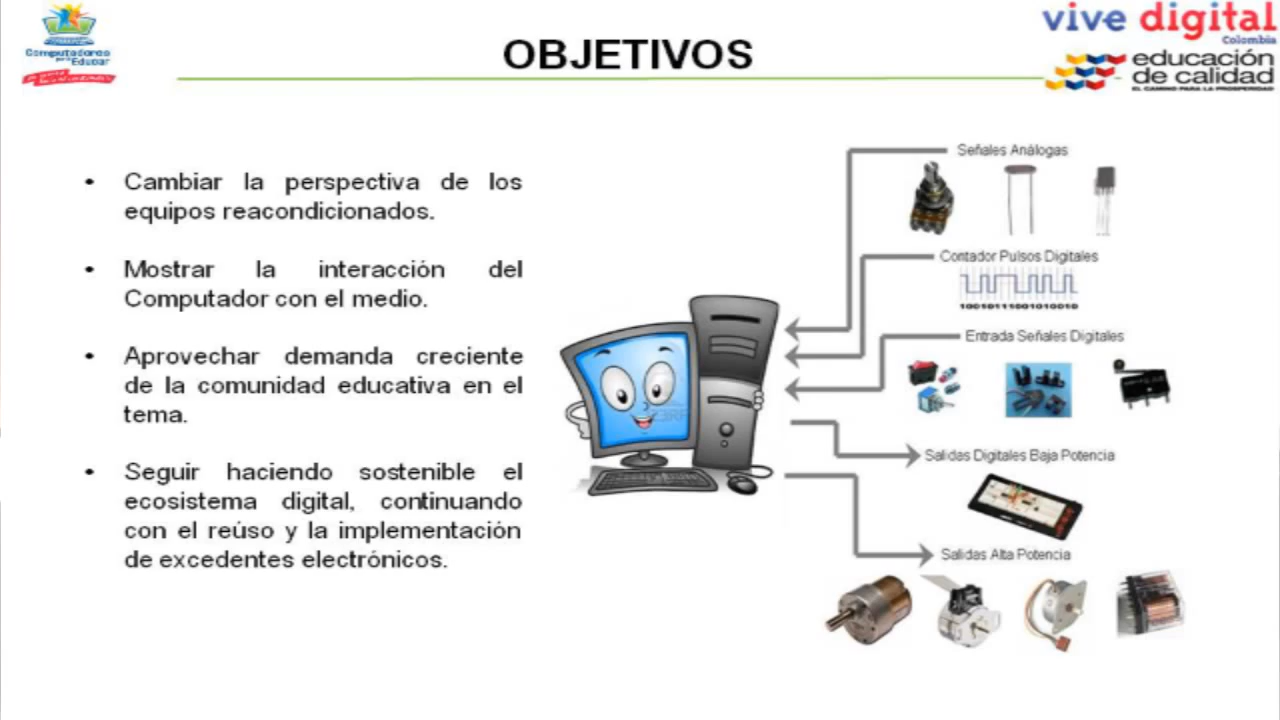 Computadores
para Educar
OBJETIVOS
vive digital
Colombia
educación
de calidad
EL CAMINO PARA LA PROSPERIDAD
• Cambiar la perspectiva de los
equipos reacondicionados.
• Mostrar la interacción del
Computador con el medio.
• Aprovechar demanda creciente
de la comunidad educativa en el
tema.
• Seguir haciendo sostenible el
ecosistema digital, continuando
con el reúso y la implementación
de excedentes electrónicos.
Señales Análogas
Contador Pulsos Digitales
10010111001010010
Entrada Señales Digitales
Salidas Digitales Baja Potencia
Salidas Alta Potencia